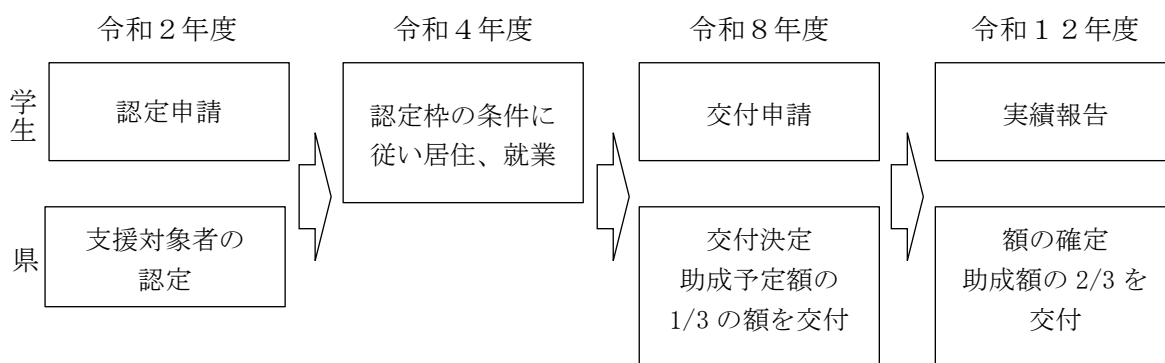 令和２年度
令和４年度
令和８年度
令和１２年度
学生
認定申請
認定枠の条件に
従い居住、就業
交付申請
実績報告
県
支援対象者の
認定
交付決定
助成予定額の
1/3 の額を交付
額の確定
助成額の 2/3 を
交付